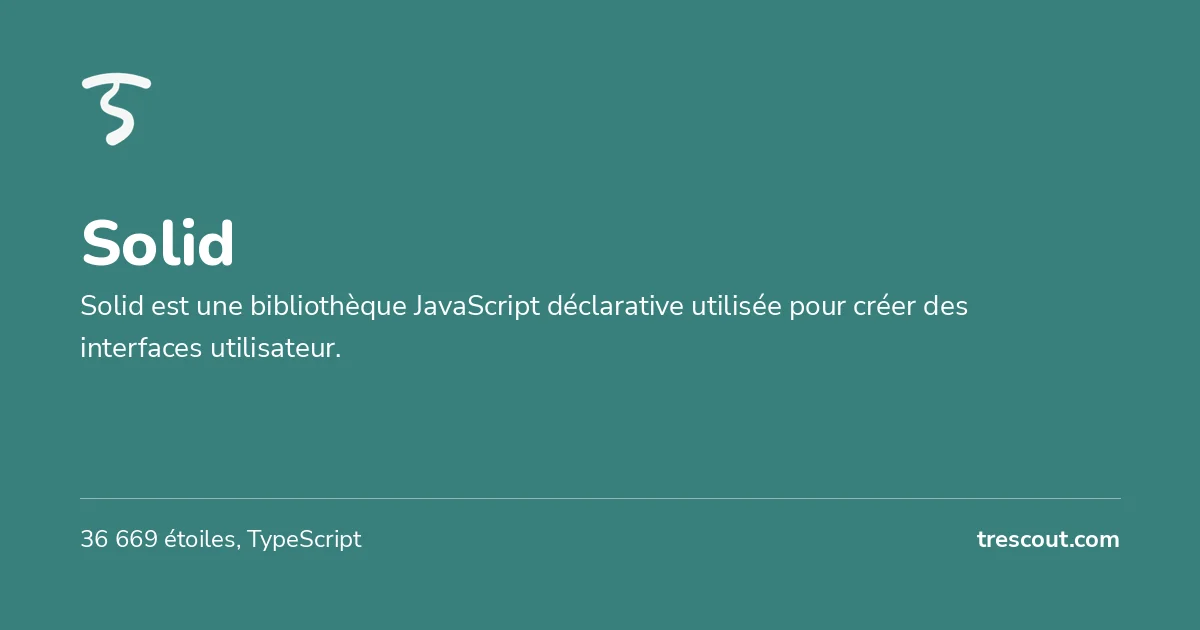 Solid
Solid est une bibliothèque JavaScript déclarative utilisée pour créer des
interfaces utilisateur.
36 669 étoiles, TypeScript
trescout.com